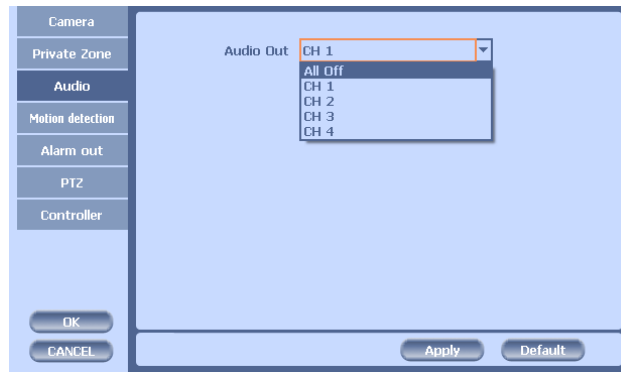 Camera
Private Zone
Audio
Motion detection
Alarm out
PTZ
Controller
OK
CANCEL
Audio Out CH 1
All Off
CH 1
CH 2
CH 3
CH 4
Apply Default